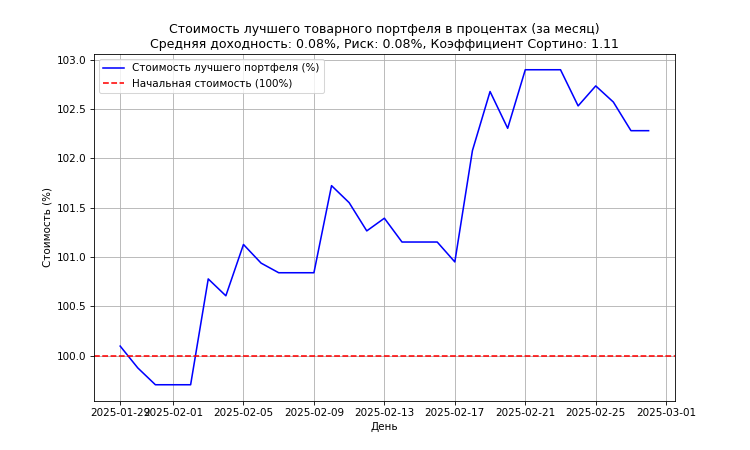 Стоимость лучшего товарного портфеля в процентах (за месяц)
Средняя доходность: 0.08%, Риск: 0.08%, Коэффициент Сортино: 1.11
Стоимость лучшего портфеля (%)
Начальная стоимость (100%)
Стоимость (%)
103.0
102.5
102.0
101.5
101.0
100.5
100.0
2025-01-29 2025-02-01 2025-02-05 2025-02-09 2025-02-13 2025-02-17 2025-02-21 2025-02-25 2025-03-01
День